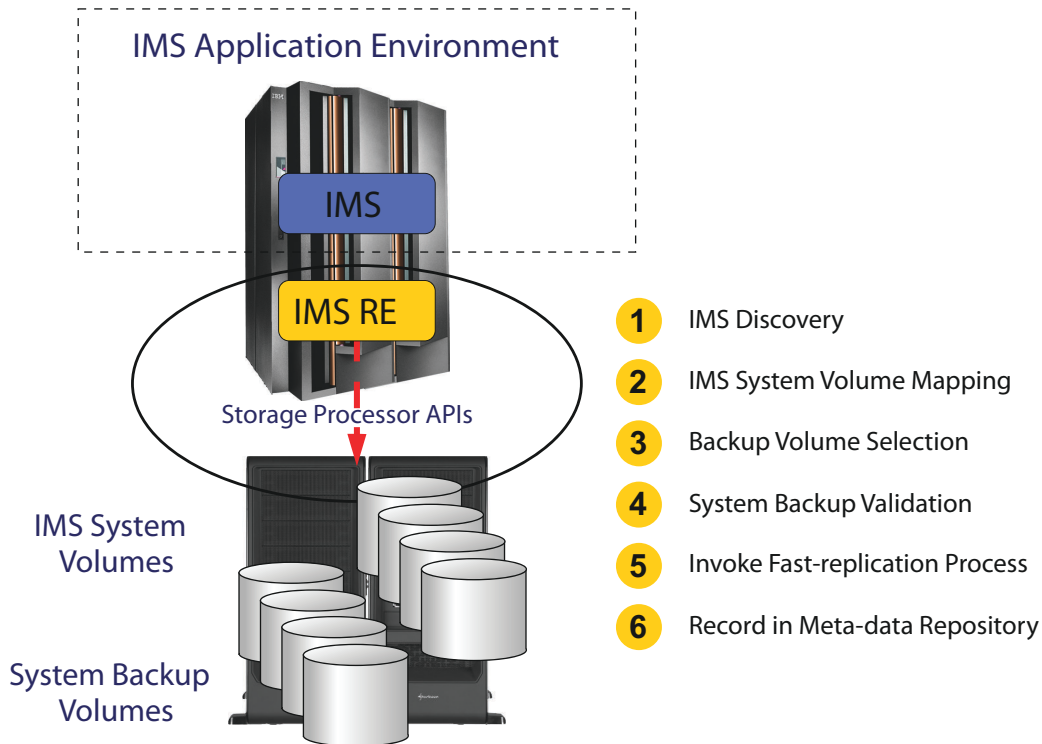 IMS Application Environment
IBM
IMS
IMS RE
Storage Processor APIs
IMS System
Volumes
System Backup
Volumes
1 IMS Discovery
2 IMS System Volume Mapping
3 Backup Volume Selection
4 System Backup Validation
5 Invoke Fast-replication Process
6 Record in Meta-data Repository